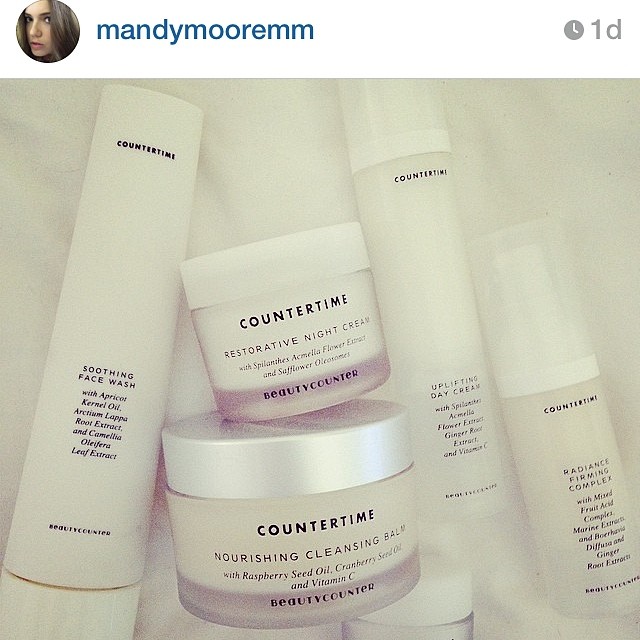 mandymooremm
1d
COUNTERTIME
SOOTHING
FACE WASH
with Apricot
Kernel Oil,
Arctium Lappa
Root Extract,
and Camellia
Oleifera
Leaf Extract
BEAUTYCOUNTER
COUNTERTIME
RESTORATIVE NIGHT CREAM
with Spilanthes Acmella Flower Extract
and Safflower Oleosomes
BEAUTYCOUNTER
COUNTERTIME
NOURISHING CLEANSING BALM
with Raspberry Seed Oil, Cranberry Seed Oil,
and Vitamin C
BEAUTYCOUNTER
COUNTERTIME
UPLIFTING
DAY CREAM
with Spilanthes
Acmella
Flower Extract,
Ginger Root
Extract,
and Vitamin C
BEAUTYCOUNTER
COUNTERTIME
RADIANCE
FIRMING
COMPLEX
with Mixed
Fruit Acid
Complex,
Marine Extracts,
and Boerhavia
Diffusa and
Ginger
Root Extracts
BEAUTYCOUNTER